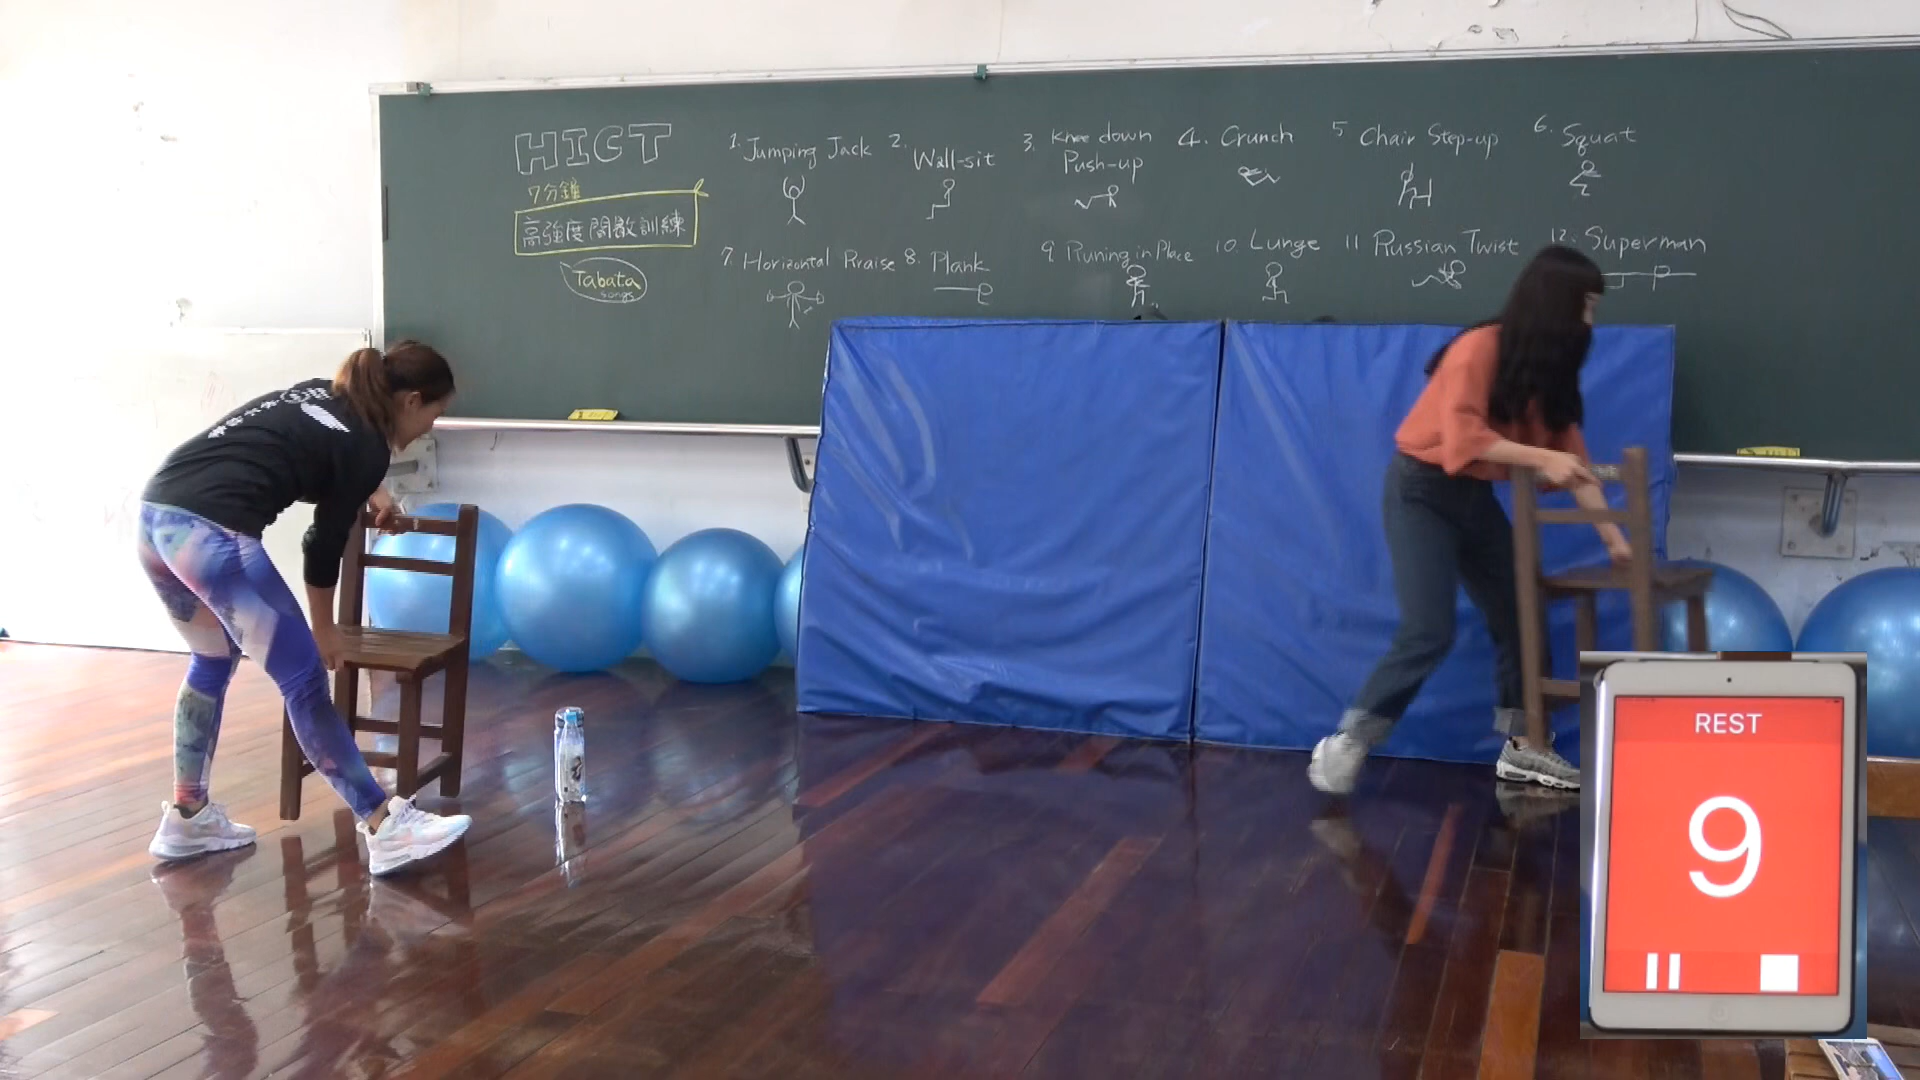 HICT
7分鐘
高強度間歇訓練
Tabata
songs
1. Jumping Jack
2. Wall-sit
3. Knee down
Push-up
4. Crunch
5 Chair Step-up
6. Squat
7. Horizontal Rraise
8. Plank
9 Runing in Place
10. Lunge
11 Russian Twist
12. Superman
REST
9